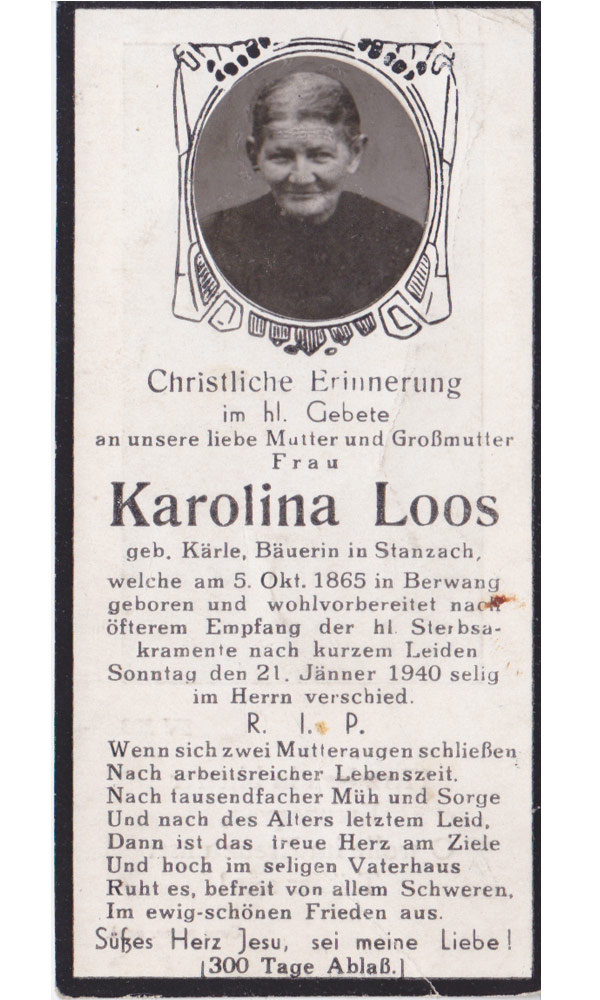 Christliche Erinnerung
im hl. Gebete
an unsere liebe Mutter und Großmutter
Frau
Karolina Loos
geb. Kärle, Bäuerin in Stanzach,
welche am 5. Okt. 1865 in Berwang
geboren und wohlvorbereitet nach
öfterem Empfang der hl. Sterbsa-
kramente nach kurzem Leiden
Sonntag den 21. Jänner 1940 selig
im Herrn verschied.
R. I. P.
Wenn sich zwei Mutteraugen schließen
Nach arbeitsreicher Lebenszeit.
Nach tausendfacher Müh und Sorge
Und nach des Alters letztem Leid,
Dann ist das treue Herz am Ziele
Und hoch im seligen Vaterhaus
Ruht es, befreit von allem Schweren,
Im ewig-schönen Frieden aus.
Süßes Herz Jesu, sei meine Liebe!
(300 Tage Ablaß.)